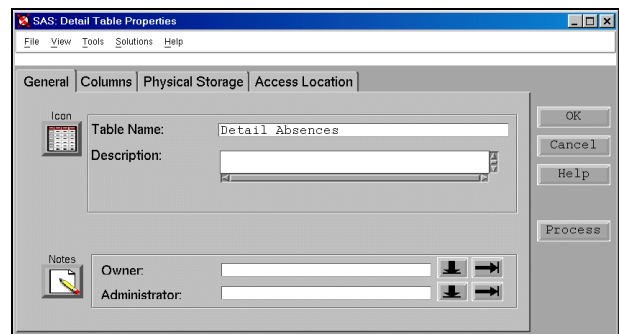 SAS: Detail Table Properties
File View Tools Solutions Help
General Columns Physical Storage Access Location
Icon
Table Name: Detail Absences
Description:
OK
Cancel
Help
Process
Notes
Owner:
Administrator: